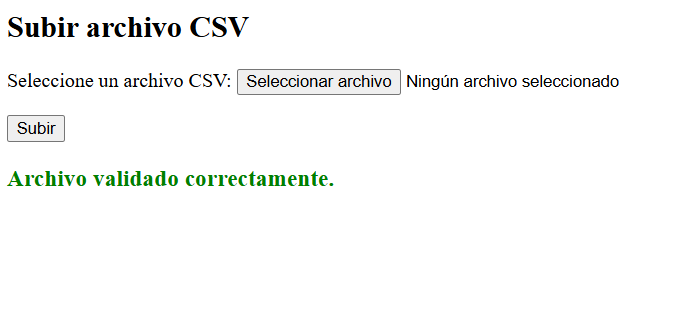 Subir archivo CSV
Seleccione un archivo CSV: Seleccionar archivo Ningún archivo seleccionado
Subir
Archivo validado correctamente.